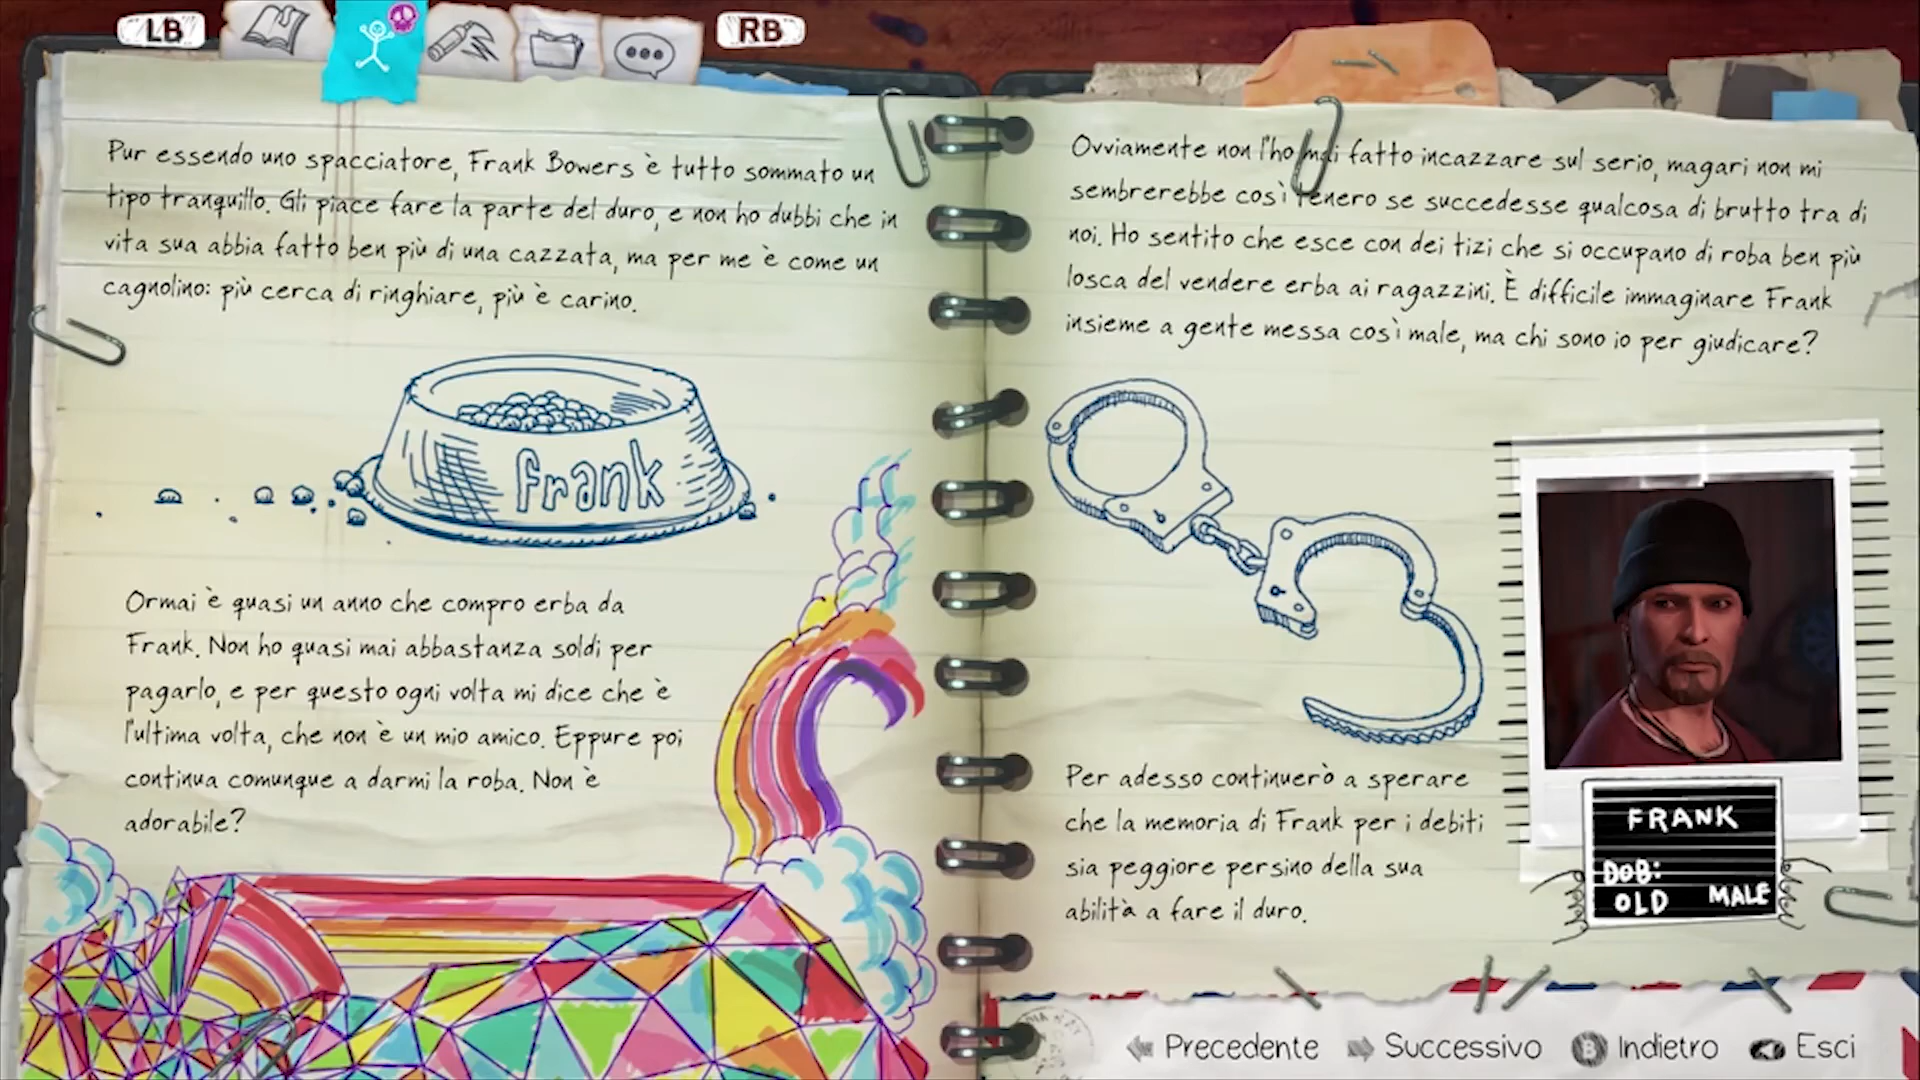 LB
RB
Pur essendo uno spacciatore, Frank Bowers è tutto sommato un
tipo tranquillo. Gli piace fare la parte del duro, e non ho dubbi che in
vita sua abbia fatto ben più di una cazzata, ma per me è come un
cagnolino: più cerca di ringhiare, più è carino.
frank
Ormai è quasi un anno che compro erba da
Frank. Non ho quasi mai abbastanza soldi per
pagarlo, e per questo ogni volta mi dice che è
l'ultima volta, che non è un mio amico. Eppure poi
continua comunque a darmi la roba. Non è
adorabile?
Ovviamente non l'ho mai fatto incazzare sul serio, magari non mi
sembrerebbe così tenero se succedesse qualcosa di brutto tra di
noi. Ho sentito che esce con dei tizi che si occupano di roba ben più
losca del vendere erba ai ragazzini. È difficile immaginare Frank
insieme a gente messa così male, ma chi sono io per giudicare?
Per adesso continuerò a sperare
che la memoria di Frank per i debiti
sia peggiore persino della sua
abilità a fare il duro.
FRANK
DOB:
OLD MALE
Precedente Successivo B Indietro Esci